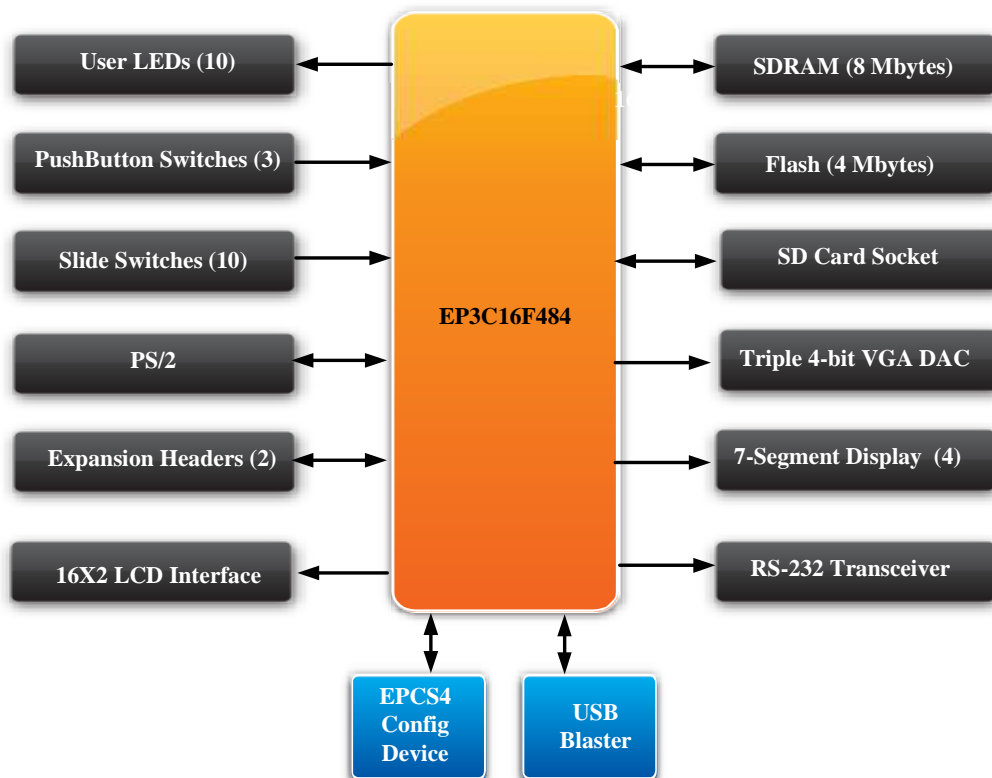 User LEDs (10)
PushButton Switches (3)
Slide Switches (10)
PS/2
Expansion Headers (2)
16X2 LCD Interface
EP3C16F484
SDRAM (8 Mbytes)
Flash (4 Mbytes)
SD Card Socket
Triple 4-bit VGA DAC
7-Segment Display (4)
RS-232 Transceiver
EPCS4
Config
Device
USB
Blaster